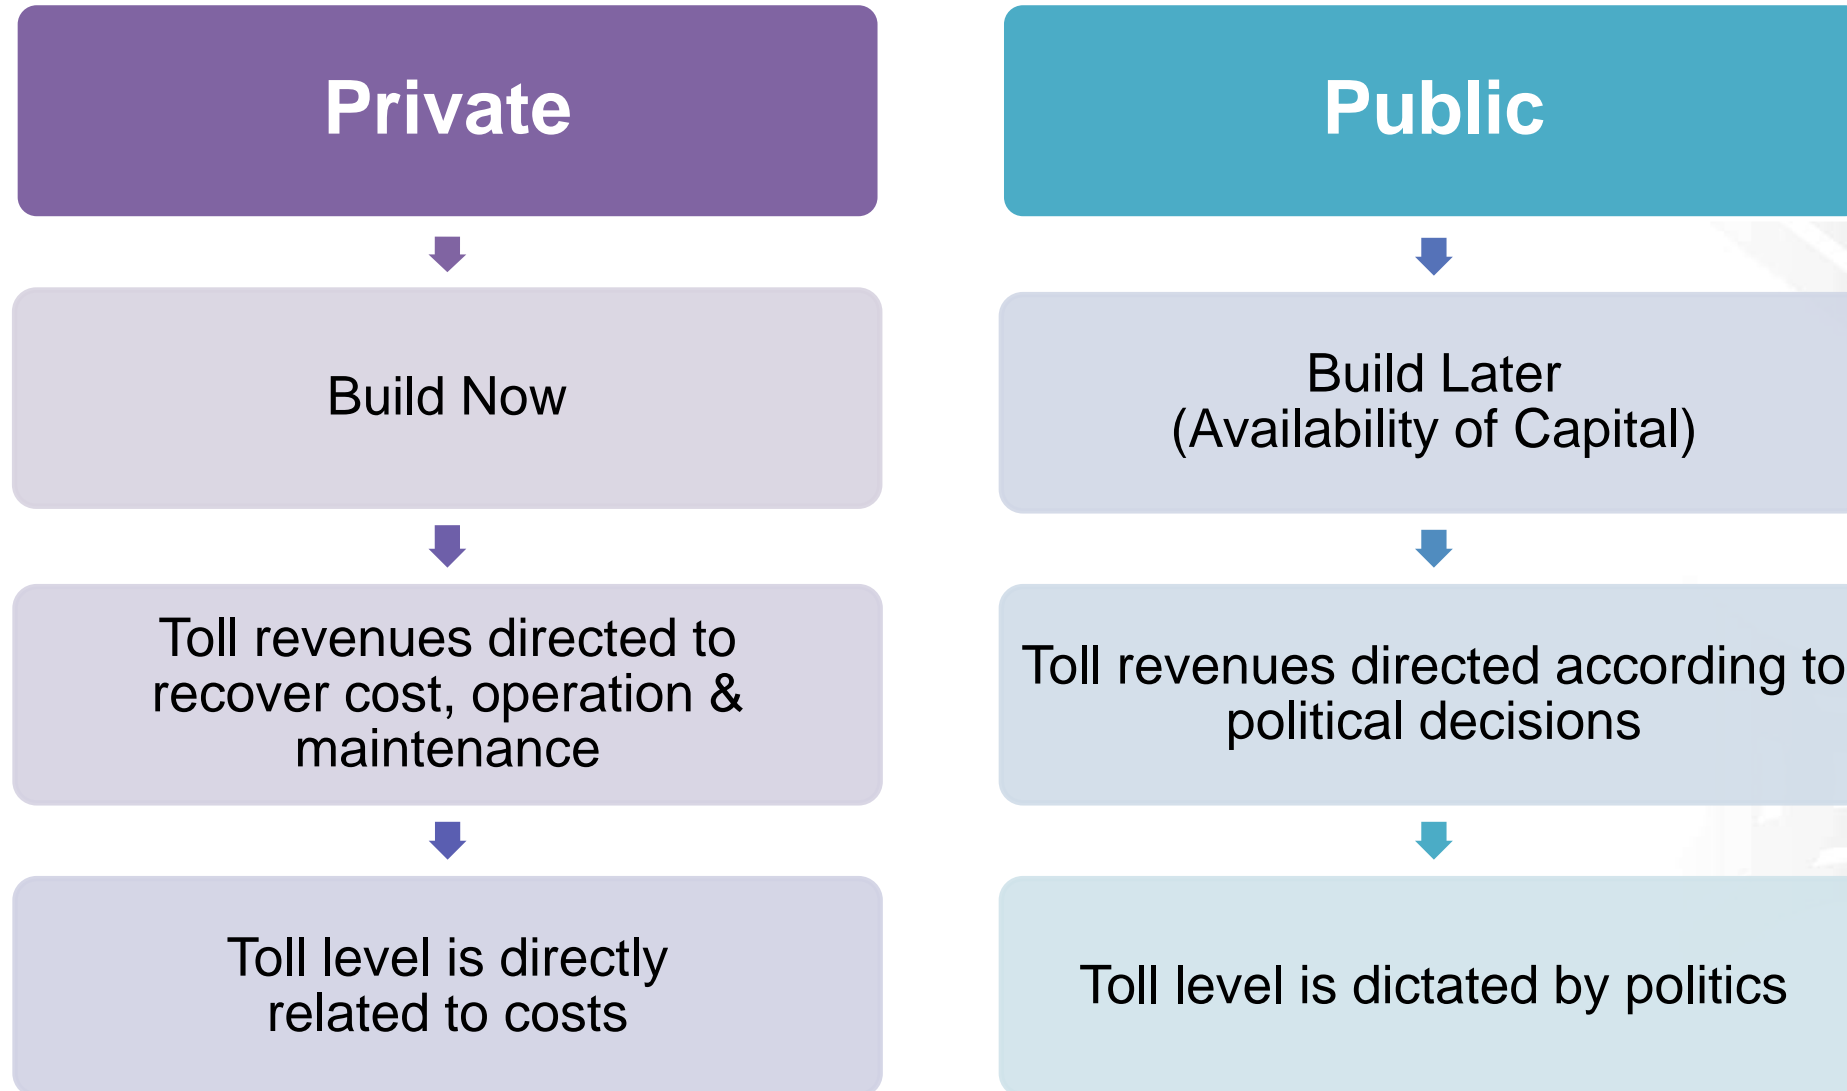 Private
Build Now
Toll revenues directed to
recover cost, operation &
maintenance
Toll level is directly
related to costs
Public
Build Later
(Availability of Capital)
Toll revenues directed according to
political decisions
Toll level is dictated by politics